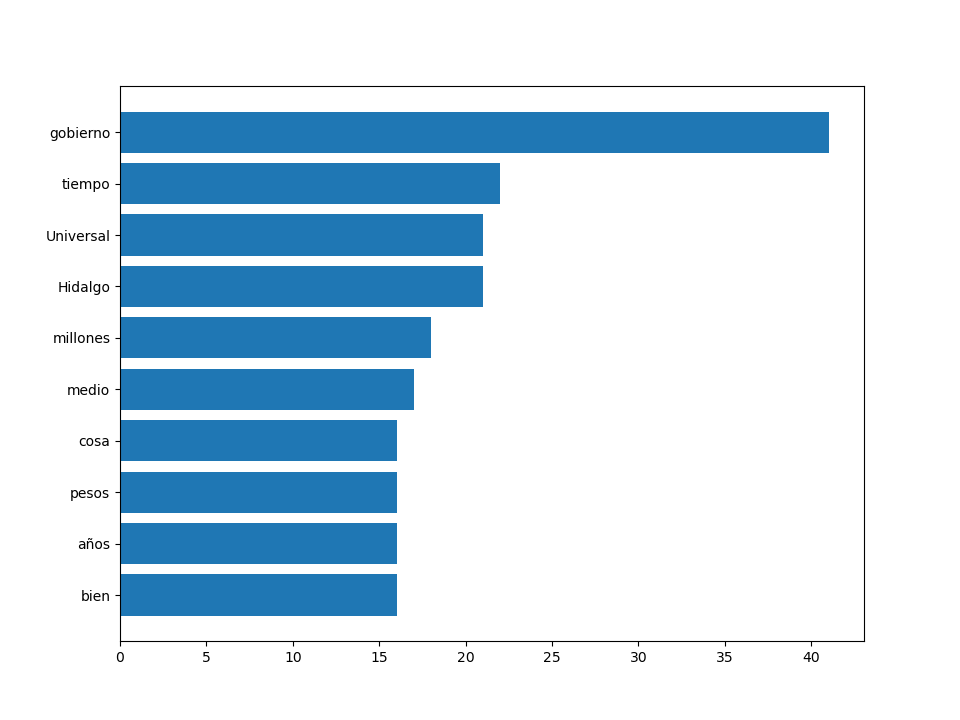 gobierno
tiempo
Universal
Hidalgo
millones
medio
cosa
pesos
años
bien
0 5 10 15 20 25 30 35 40